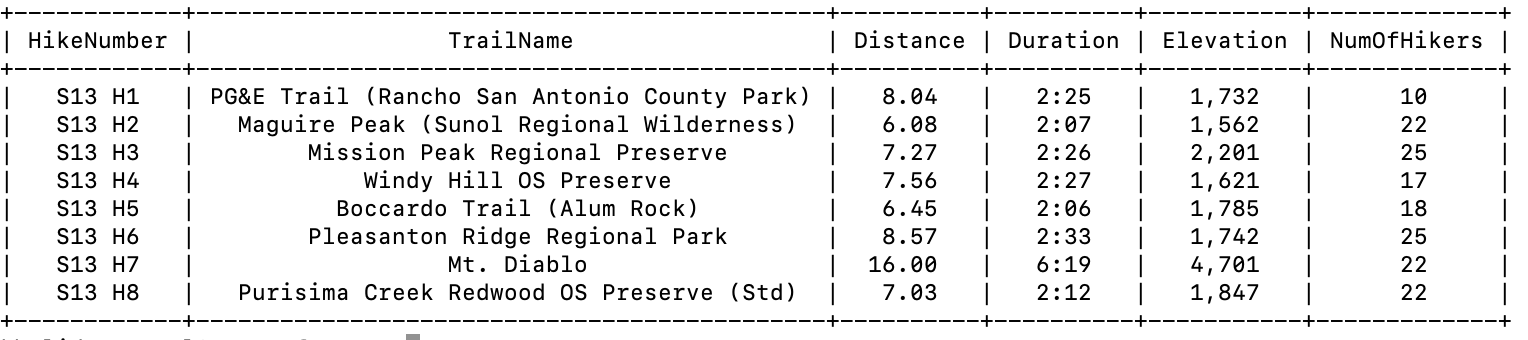 | HikeNumber | TrailName | Distance | Duration | Elevation | NumOfHikers |
| S13 H1 | PG&E Trail (Rancho San Antonio County Park) | 8.04 | 2:25 | 1,732 | 10 |
| S13 H2 | Maguire Peak (Sunol Regional Wilderness) | 6.08 | 2:07 | 1,562 | 22 |
| S13 H3 | Mission Peak Regional Preserve | 7.27 | 2:26 | 2,201 | 25 |
| S13 H4 | Windy Hill OS Preserve | 7.56 | 2:27 | 1,621 | 17 |
| S13 H5 | Boccardo Trail (Alum Rock) | 6.45 | 2:06 | 1,785 | 18 |
| S13 H6 | Pleasanton Ridge Regional Park | 8.57 | 2:33 | 1,742 | 25 |
| S13 H7 | Mt. Diablo | 16.00 | 6:19 | 4,701 | 22 |
| S13 H8 | Purisima Creek Redwood OS Preserve (Std) | 7.03 | 2:12 | 1,847 | 22 |